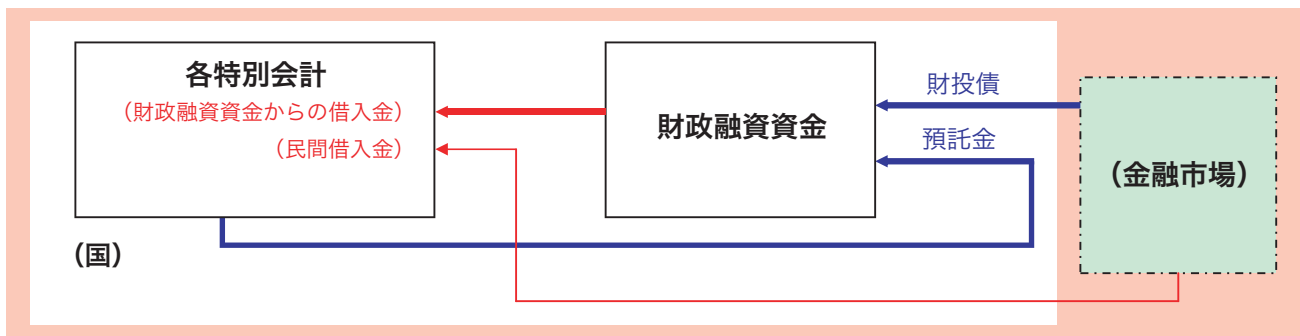 各特別会計
（財政融資資金からの借入金）
（民間借入金）
財政融資資金
財投債
預託金
（金融市場）
（国）